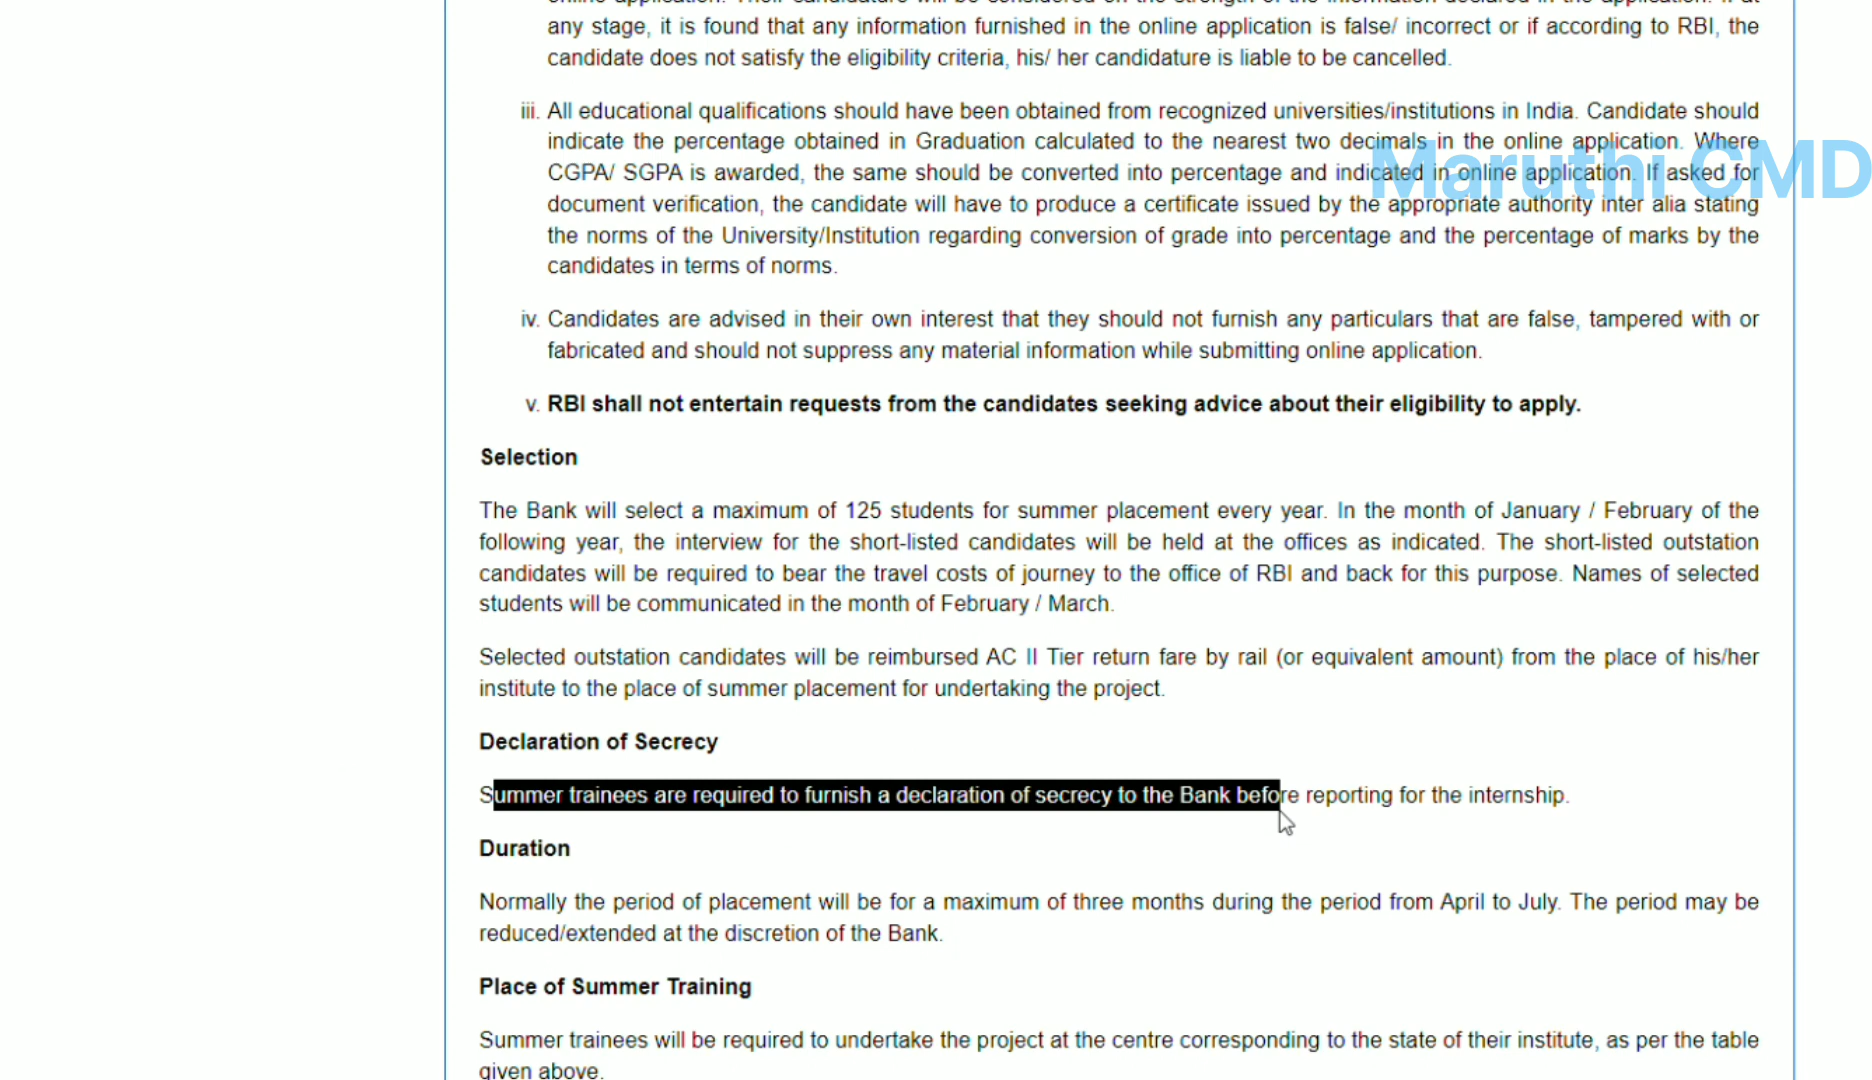 any stage, it is found that any information furnished in the online application is false/ incorrect or if according to RBI, the
candidate does not satisfy the eligibility criteria, his/ her candidature is liable to be cancelled.
iii. All educational qualifications should have been obtained from recognized universities/institutions in India. Candidate should
indicate the percentage obtained in Graduation calculated to the nearest two decimals in the online application. Where
CGPA/ SGPA is awarded, the same should be converted into percentage and indicated in online application. If asked for
Maruthi CMD
document verification, the candidate will have to produce a certificate issued by the appropriate authority inter alia stating
the norms of the University/Institution regarding conversion of grade into percentage and the percentage of marks by the
candidates in terms of norms.
iv. Candidates are advised in their own interest that they should not furnish any particulars that are false, tampered with or
fabricated and should not suppress any material information while submitting online application.
v. RBI shall not entertain requests from the candidates seeking advice about their eligibility to apply.
Selection
The Bank will select a maximum of 125 students for summer placement every year. In the month of January / February of the
following year, the interview for the short-listed candidates will be held at the offices as indicated. The short-listed outstation
candidates will be required to bear the travel costs of journey to the office of RBI and back for this purpose. Names of selected
students will be communicated in the month of February / March.
Selected outstation candidates will be reimbursed AC II Tier return fare by rail (or equivalent amount) from the place of his/her
institute to the place of summer placement for undertaking the project.
Declaration of Secrecy
Summer trainees are required to furnish a declaration of secrecy to the Bank before reporting for the internship.
Duration
Normally the period of placement will be for a maximum of three months during the period from April to July. The period may be
reduced/extended at the discretion of the Bank.
Place of Summer Training
Summer trainees will be required to undertake the project at the centre corresponding to the state of their institute, as per the table
given above.